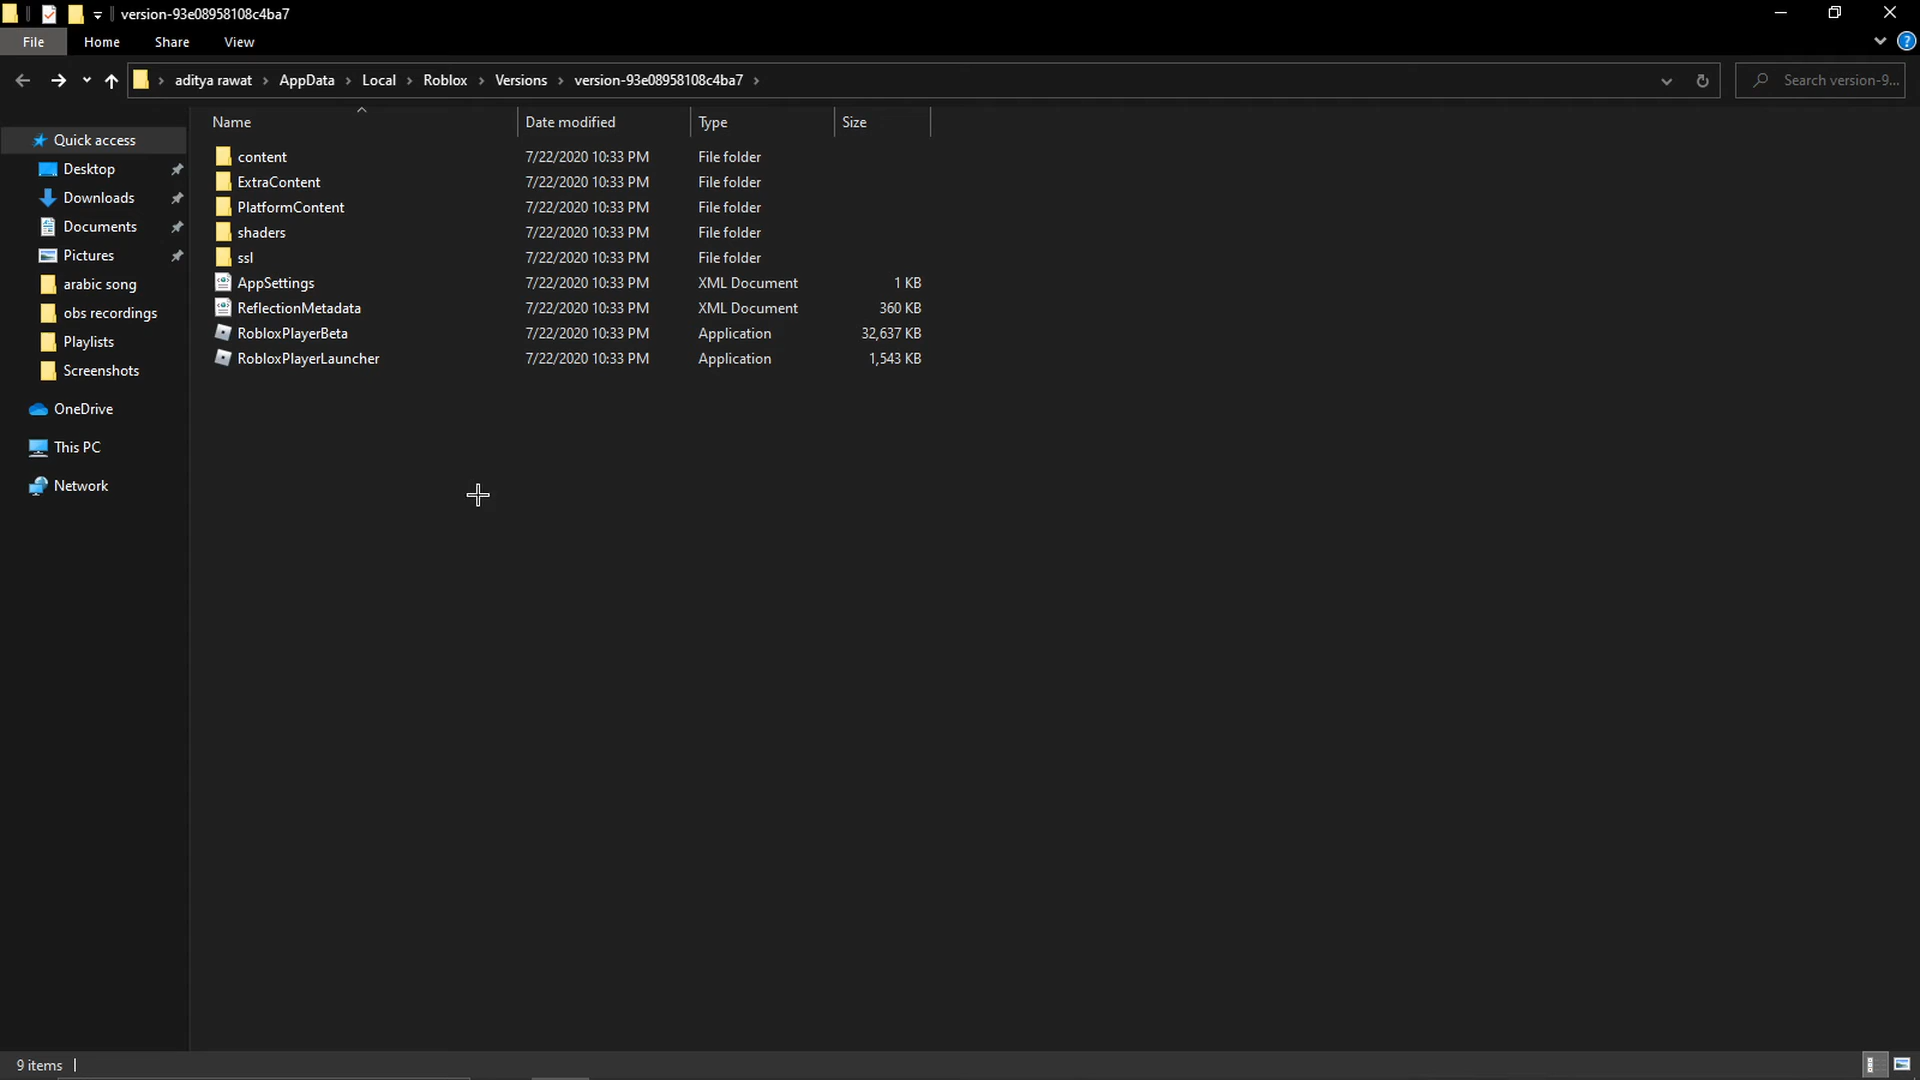 version-93e08958108c4ba7
File Home Share View
aditya rawat > AppData > Local > Roblox > Versions > version-93e08958108c4ba7 >
Search version-9...
Name Date modified Type Size
Quick access
Desktop
Downloads
Documents
Pictures
arabic song
obs recordings
Playlists
Screenshots
OneDrive
This PC
Network
content 7/22/2020 10:33 PM File folder
ExtraContent 7/22/2020 10:33 PM File folder
PlatformContent 7/22/2020 10:33 PM File folder
shaders 7/22/2020 10:33 PM File folder
ssl 7/22/2020 10:33 PM File folder
AppSettings 7/22/2020 10:33 PM XML Document 1 KB
ReflectionMetadata 7/22/2020 10:33 PM XML Document 360 KB
RobloxPlayerBeta 7/22/2020 10:33 PM Application 32,637 KB
RobloxPlayerLauncher 7/22/2020 10:33 PM Application 1,543 KB
9 items